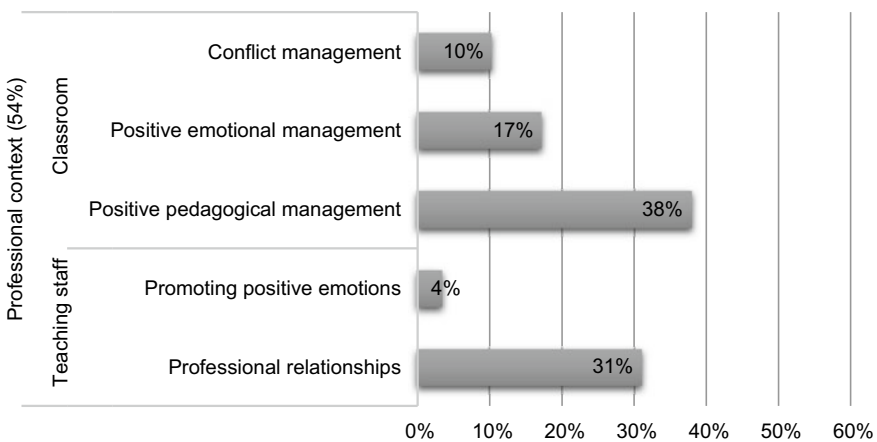 Professional context (54%)
Classroom
Conflict management 10%
Positive emotional management 17%
Positive pedagogical management 38%
Teaching staff
Promoting positive emotions 4%
Professional relationships 31%
0% 10% 20% 30% 40% 50% 60%